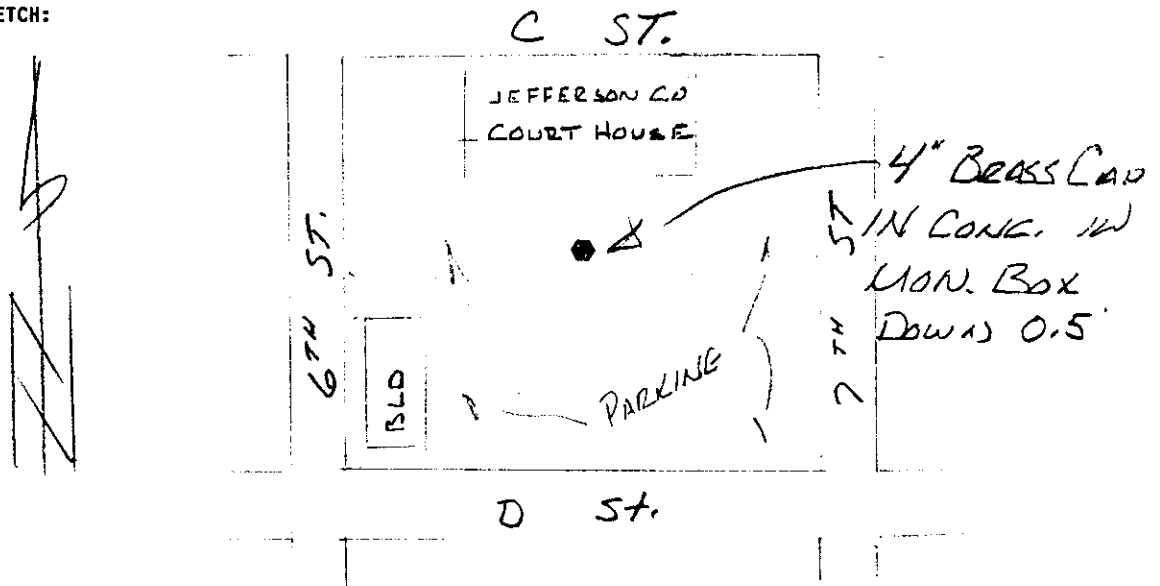 ETCH:
C ST.
JEFFERSON CO
COURT HOUSE
4" BRASS CAP
IN CONC. IN
MON. BOX
DOWN 0.5'
6TH ST.
7TH ST
BLD
PARKING
D St.
N